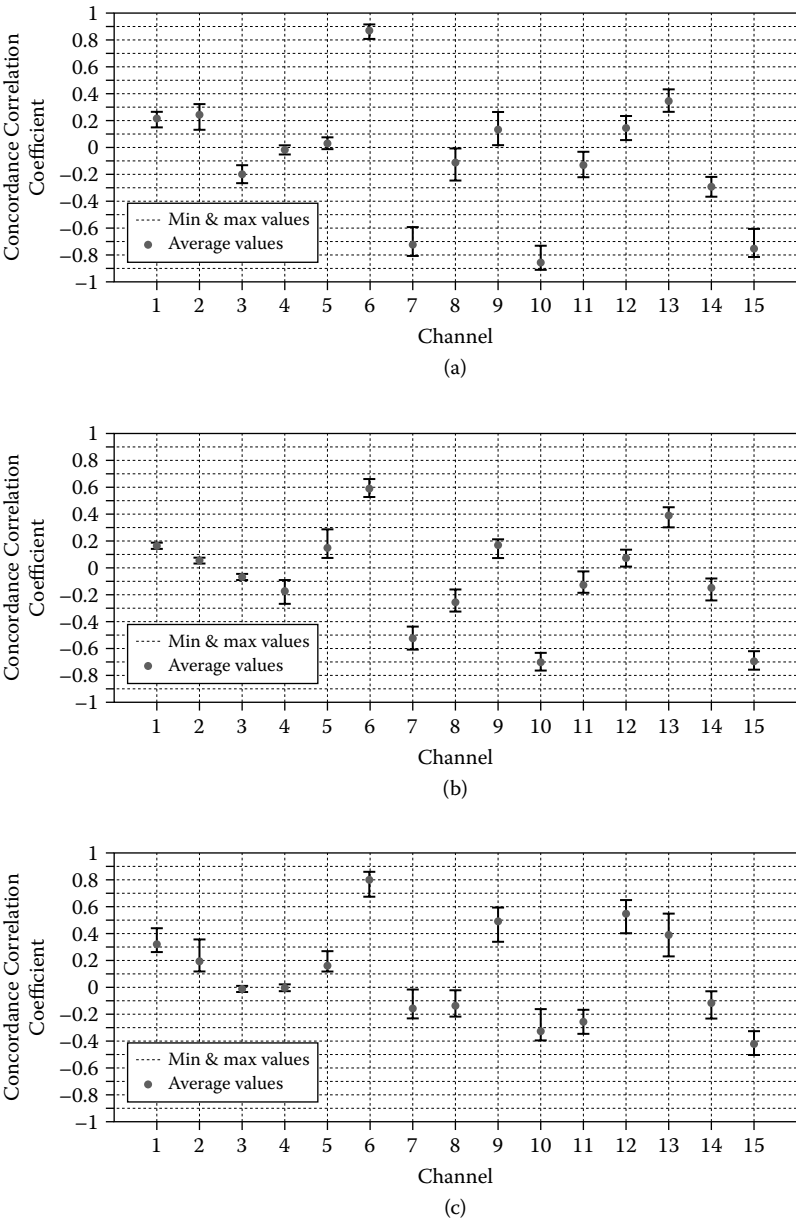 Concordance Correlation
Coefficient
1
0.8
0.6
0.4
0.2
0
−0.2
−0.4
−0.6
−0.8
−1
Min & max values
Average values
1 2 3 4 5 6 7 8 9 10 11 12 13 14 15
Channel
(a)
Concordance Correlation
Coefficient
1
0.8
0.6
0.4
0.2
0
−0.2
−0.4
−0.6
−0.8
−1
Min & max values
Average values
1 2 3 4 5 6 7 8 9 10 11 12 13 14 15
Channel
(b)
Concordance Correlation
Coefficient
1
0.8
0.6
0.4
0.2
0
−0.2
−0.4
−0.6
−0.8
−1
Min & max values
Average values
1 2 3 4 5 6 7 8 9 10 11 12 13 14 15
Channel
(c)